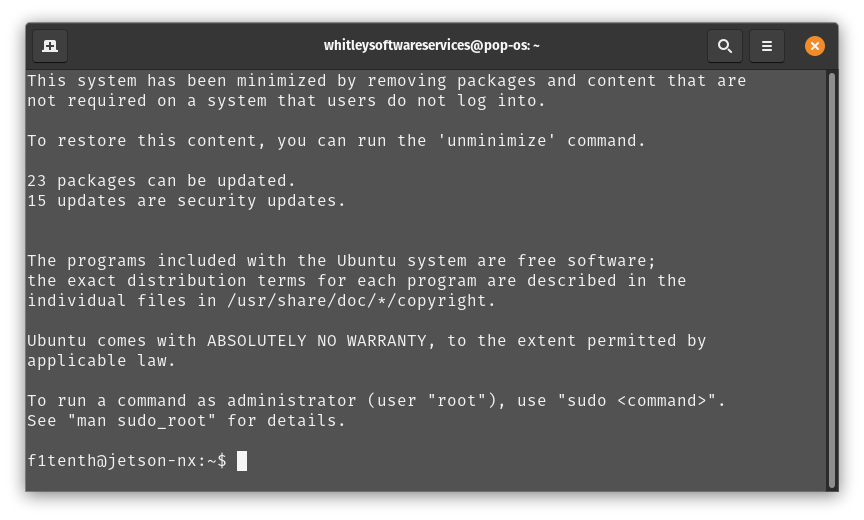 whitleysoftwareservices@pop-os: ~
This system has been minimized by removing packages and content that are
not required on a system that users do not log into.
To restore this content, you can run the 'unminimize' command.
23 packages can be updated.
15 updates are security updates.
The programs included with the Ubuntu system are free software;
the exact distribution terms for each program are described in the
individual files in /usr/share/doc/*/copyright.
Ubuntu comes with ABSOLUTELY NO WARRANTY, to the extent permitted by
applicable law.
To run a command as administrator (user "root"), use "sudo <command>".
See "man sudo_root" for details.
f1tenth@jetson-nx:~$